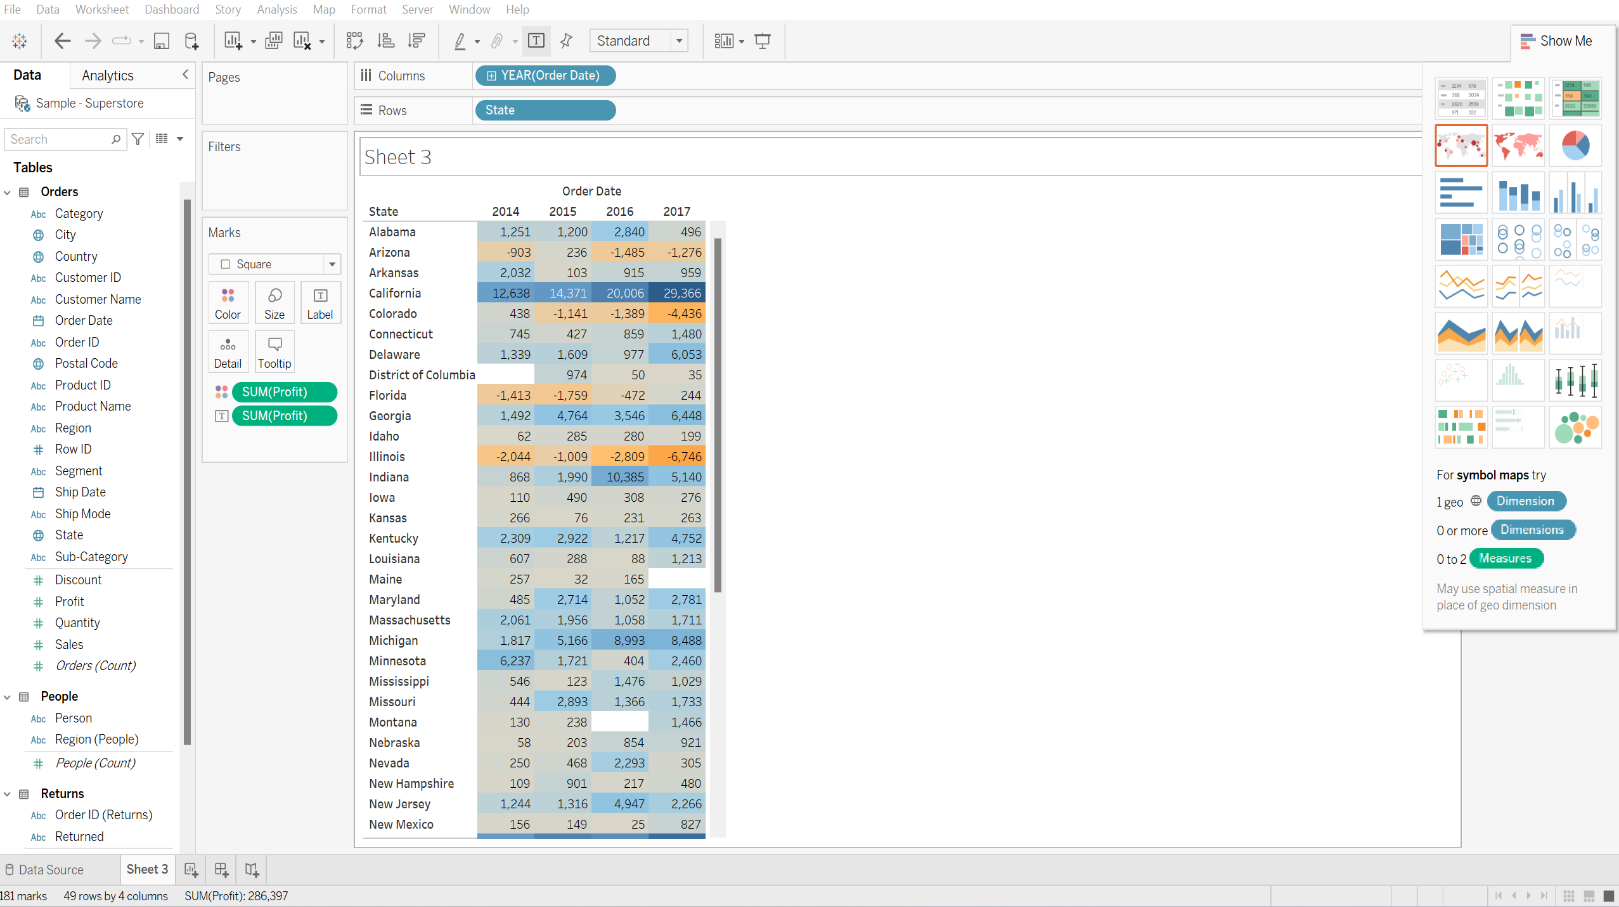 File Data Worksheet Dashboard Story Analysis Map Format Server Window Help
Standard
Show Me
Data Analytics
Sample - Superstore
Search
Tables
Orders
Abc Category
City
Country
Abc Customer ID
Abc Customer Name
Order Date
Abc Order ID
Postal Code
Abc Product ID
Abc Product Name
Abc Region
# Row ID
Abc Segment
Ship Date
Abc Ship Mode
State
Abc Sub-Category
# Discount
# Profit
# Quantity
# Sales
# Orders (Count)
People
Abc Person
Abc Region (People)
# People (Count)
Returns
Abc Order ID (Returns)
Abc Returned
Pages
Filters
Marks
Square
Color Size Label
Detail Tooltip
SUM(Profit)
SUM(Profit)
Columns YEAR(Order Date)
Rows State
Sheet 3
Order Date
State 2014 2015 2016 2017
Alabama 1,251 1,200 2,840 496
Arizona -903 236 -1,485 -1,276
Arkansas 2,032 103 915 959
California 12,638 14,371 20,006 29,366
Colorado 438 -1,141 -1,389 -4,436
Connecticut 745 427 859 1,480
Delaware 1,339 1,609 977 6,053
District of Columbia 974 50 35
Florida -1,413 -1,759 -472 244
Georgia 1,492 4,764 3,546 6,448
Idaho 62 285 280 199
Illinois -2,044 -1,009 -2,809 -6,746
Indiana 868 1,990 10,385 5,140
Iowa 110 490 308 276
Kansas 266 76 231 263
Kentucky 2,309 2,922 1,217 4,752
Louisiana 607 288 88 1,213
Maine 257 32 165
Maryland 485 2,714 1,052 2,781
Massachusetts 2,061 1,956 1,058 1,711
Michigan 1,817 5,166 8,993 8,488
Minnesota 6,237 1,721 404 2,460
Mississippi 546 123 1,476 1,029
Missouri 444 2,893 1,366 1,733
Montana 130 238 1,466
Nebraska 58 203 854 921
Nevada 250 468 2,293 305
New Hampshire 109 901 217 480
New Jersey 1,244 1,316 4,947 2,266
New Mexico 156 149 25 827
For symbol maps try
1 geo Dimension
0 or more Dimensions
0 to 2 Measures
May use spatial measure in
place of geo dimension
Data Source Sheet 3
181 marks 49 rows by 4 columns SUM(Profit): 286,397